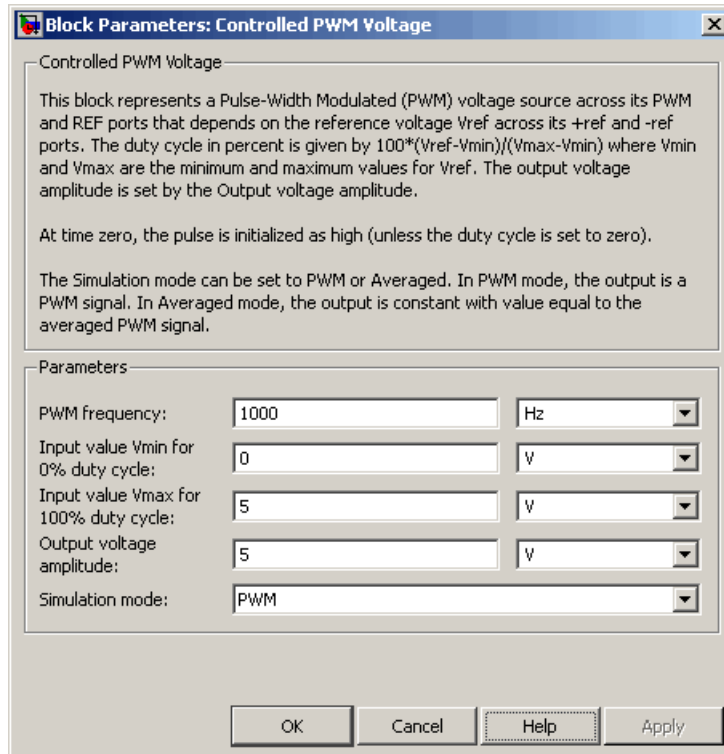 Block Parameters: Controlled PWM Voltage
Controlled PWM Voltage
This block represents a Pulse-Width Modulated (PWM) voltage source across its PWM
and REF ports that depends on the reference voltage Vref across its +ref and -ref
ports. The duty cycle in percent is given by 100*(Vref-Vmin)/(Vmax-Vmin) where Vmin
and Vmax are the minimum and maximum values for Vref. The output voltage
amplitude is set by the Output voltage amplitude.
At time zero, the pulse is initialized as high (unless the duty cycle is set to zero).
The Simulation mode can be set to PWM or Averaged. In PWM mode, the output is a
PWM signal. In Averaged mode, the output is constant with value equal to the
averaged PWM signal.
Parameters
PWM frequency: 1000 Hz
Input value Vmin for
0% duty cycle: 0 V
Input value Vmax for
100% duty cycle: 5 V
Output voltage
amplitude: 5 V
Simulation mode: PWM
OK Cancel Help Apply